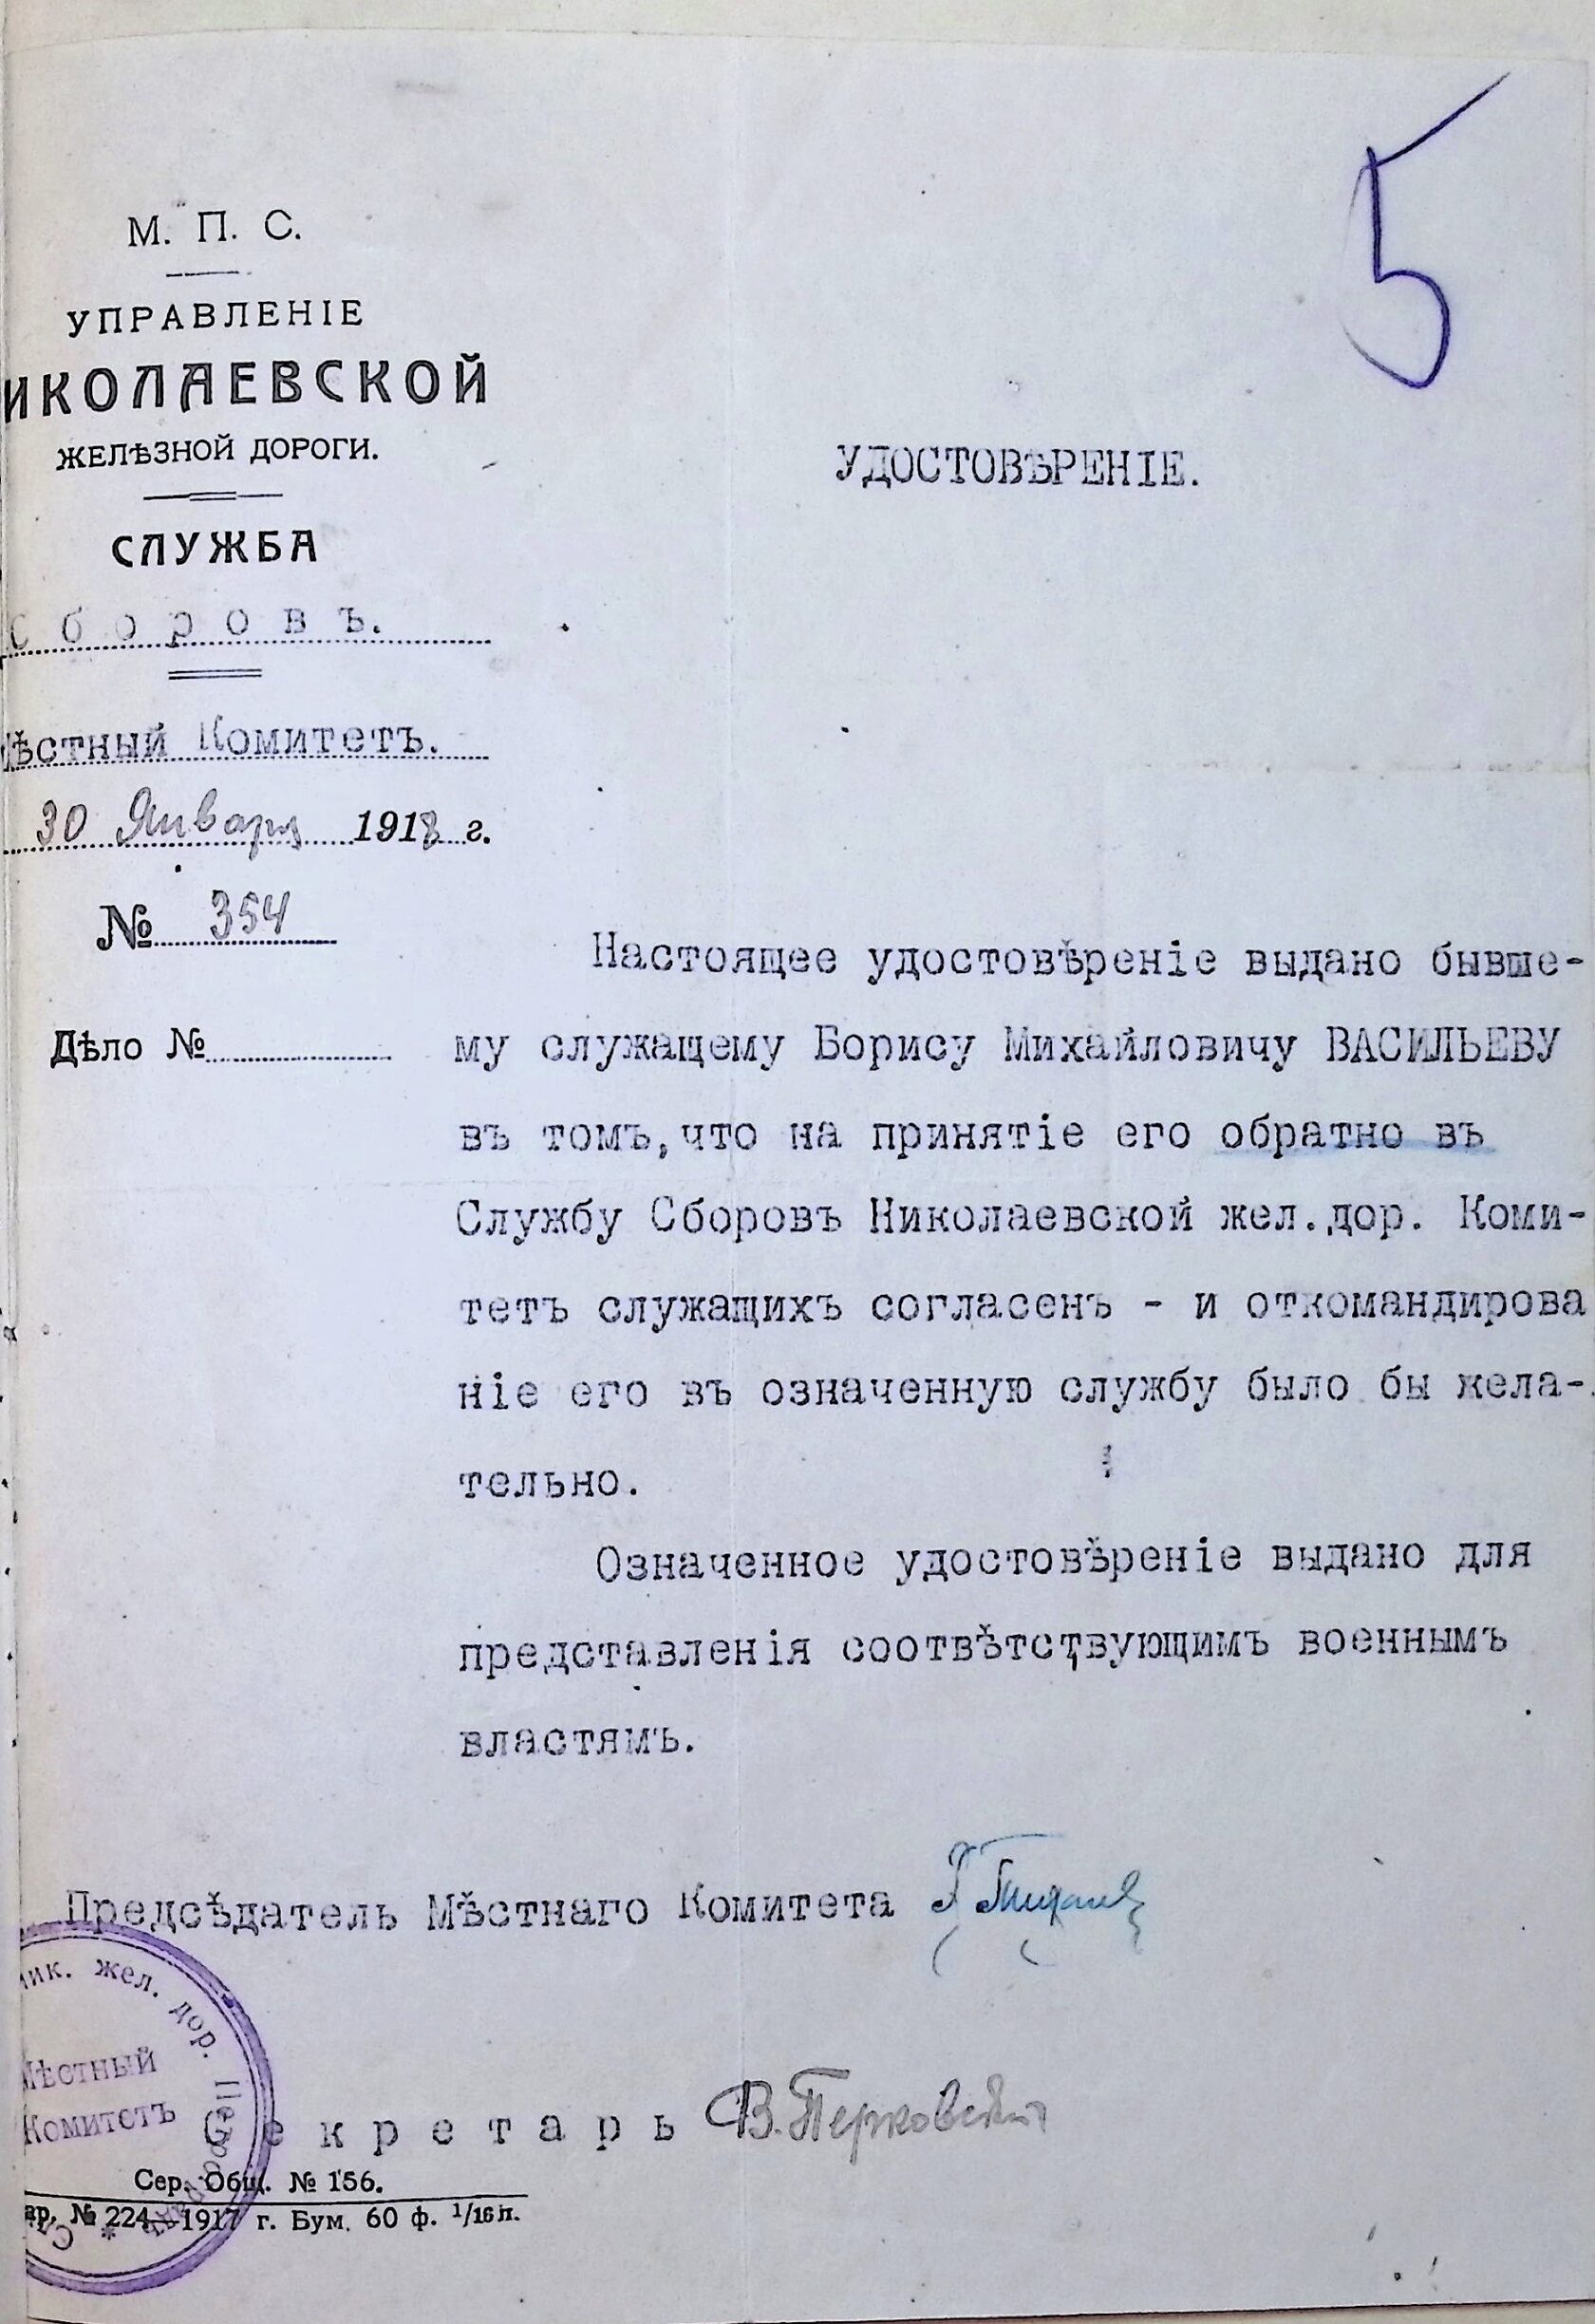 5
М. П. С.
УПРАВЛЕНІЕ
ИКОЛАЕВСКОЙ
ЖЕЛѢЗНОЙ ДОРОГИ.
СЛУЖБА
Сборовъ.
ѣстный Комитетъ.
30 Января 1918 г.
№ 354
Дѣло №
УДОСТОВѢРЕНІЕ.
Настоящее удостовѣреніе выдано бывше-
му служащему Борису Михайловичу ВАСИЛЬЕВУ
въ томъ, что на принятіе его обратно въ
Службу Сборовъ Николаевской жел. дор. Коми-
тетъ служащихъ согласенъ - и откомандирова
ніе его въ означенную службу было бы жела-
тельно.
Означенное удостовѣреніе выдано для
представленія соотвѣтствующимъ военнымъ
властямъ.
Предсѣдатель Мѣстнаго Комитета
ик. жел. дор. Петроградъ *
Мѣстный
Комитетъ
Секретарь В. Перковскій
Сер. Общ. № 156.
ар. № 224—1917 г. Бум. 60 ф. 1/16 л.